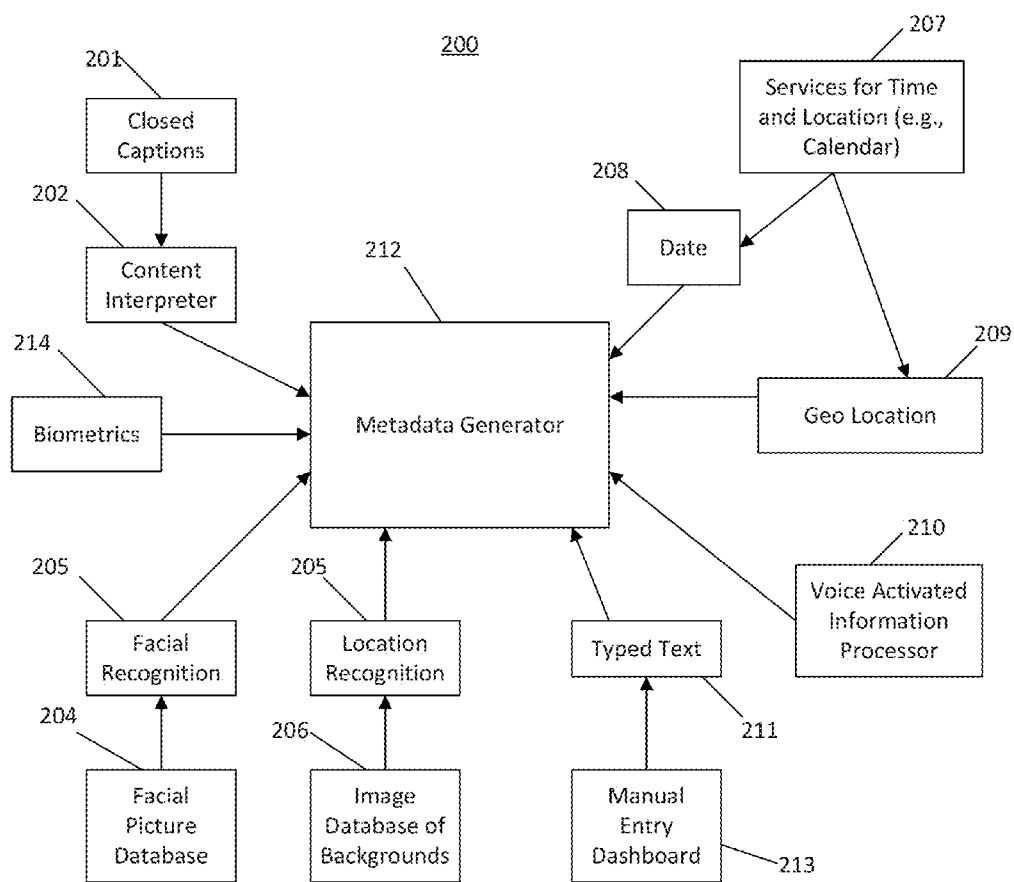 200
201
Closed
Captions
207
Services for Time
and Location (e.g.,
Calendar)
202
Content
Interpreter
208
Date
212
Metadada Generator
214
Biometrics
209
Geo Location
205
Facial
Recognition
205
Location
Recognition
Typed Text
211
210
Voice Activated
Information
Processor
204
Facial
Picture
Database
206
Image
Database of
Backgrounds
Manual
Entry
Dashboard
213